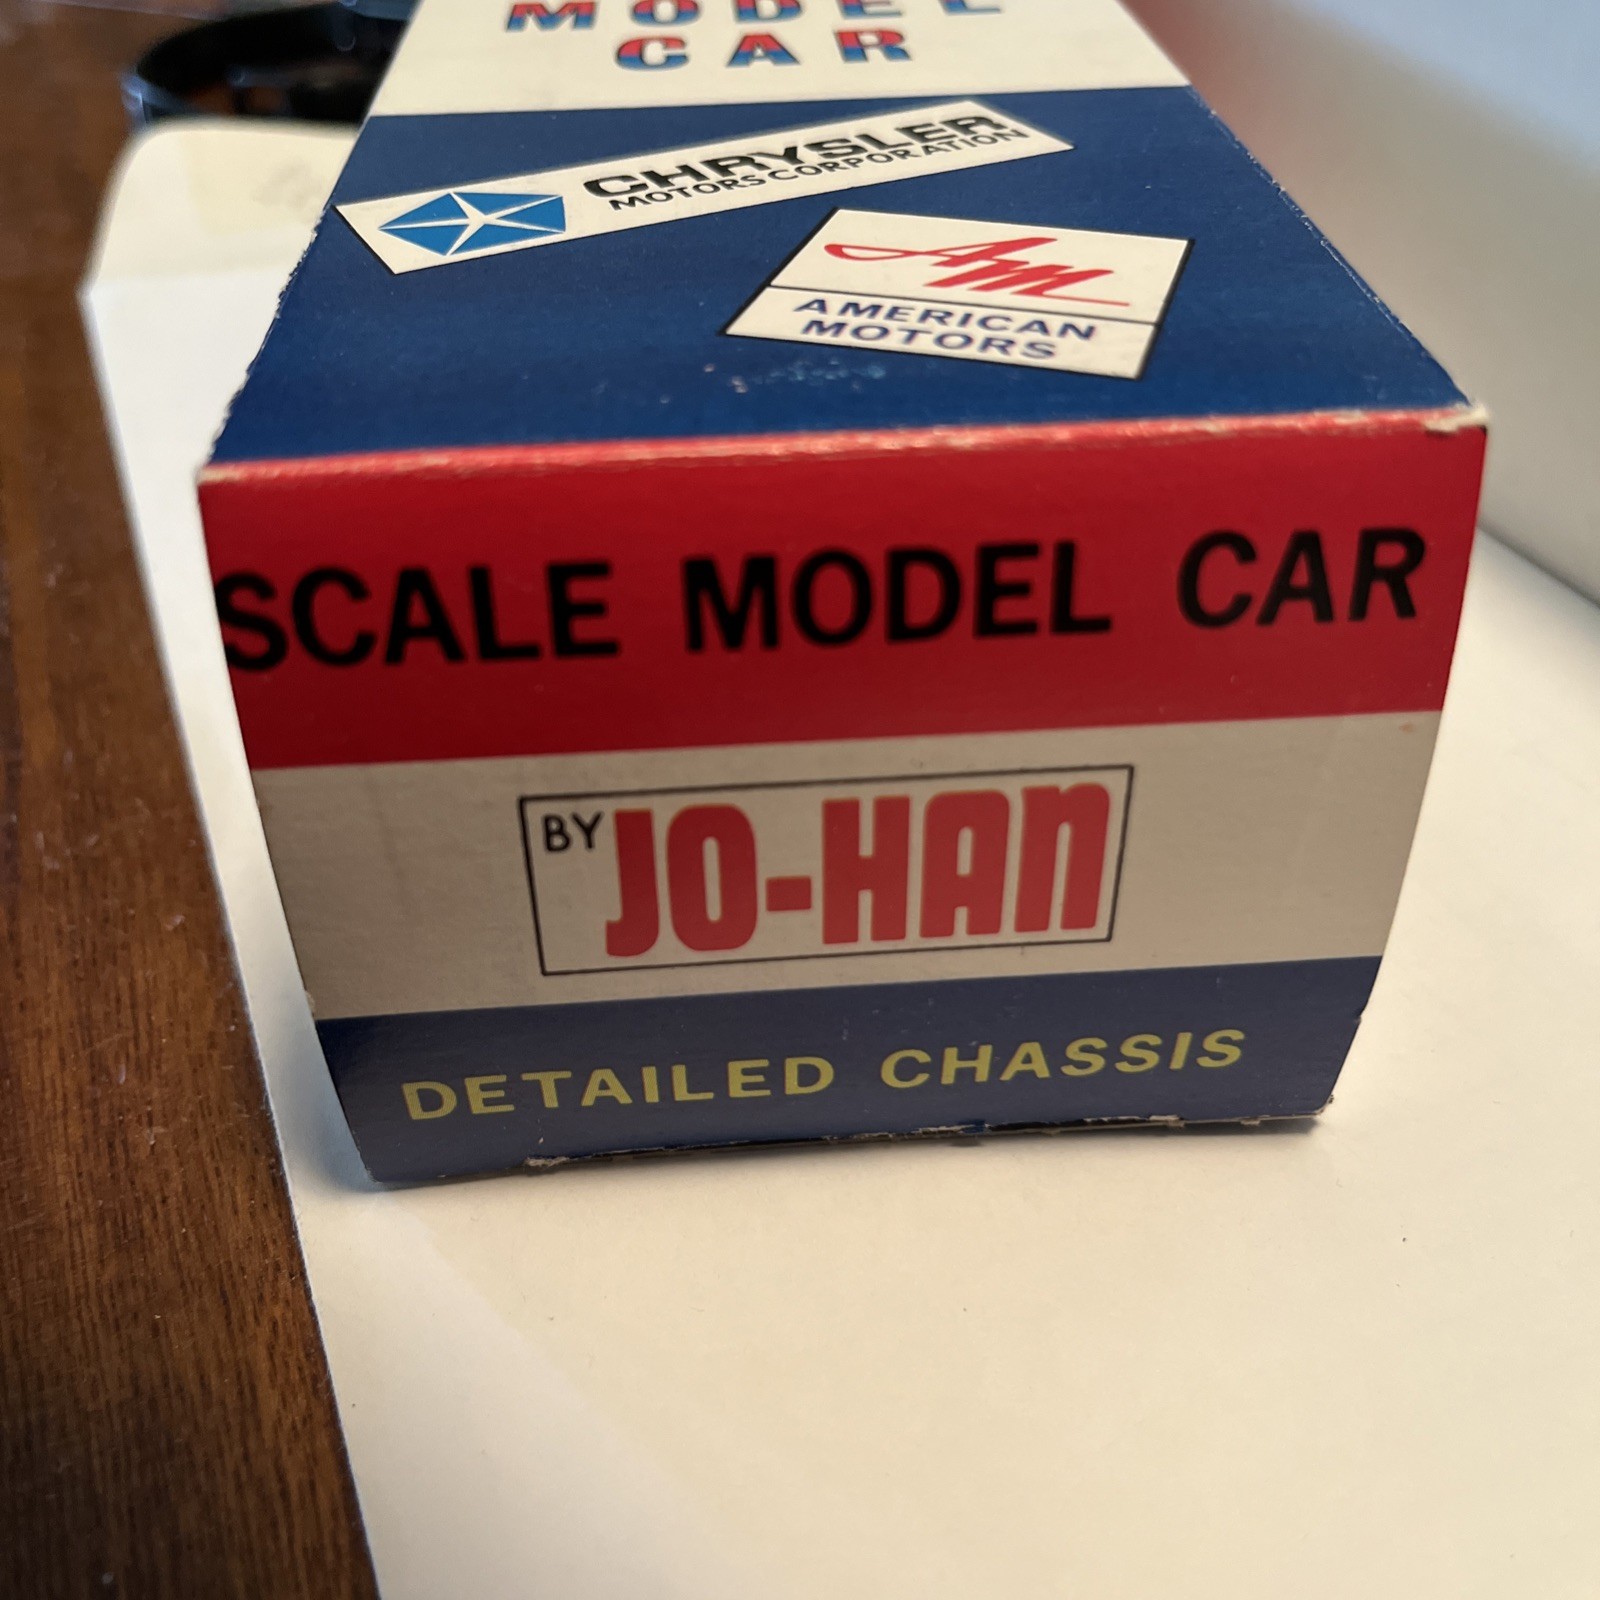 MODEL
CAR
CHRYSLER
MOTORS CORPORATION
AM
AMERICAN
MOTORS
SCALE MODEL CAR
BY JO-HAN
DETAILED CHASSIS